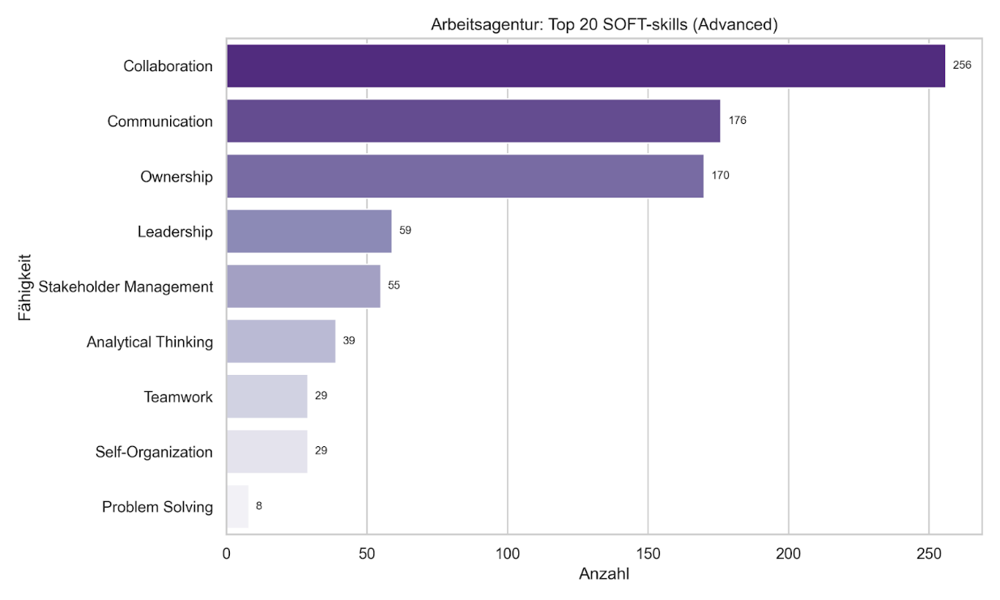 Arbeitsagentur: Top 20 SOFT-skills (Advanced)
Fähigkeit
Collaboration 256
Communication 176
Ownership 170
Leadership 59
Stakeholder Management 55
Analytical Thinking 39
Teamwork 29
Self-Organization 29
Problem Solving 8
0 50 100 150 200 250
Anzahl